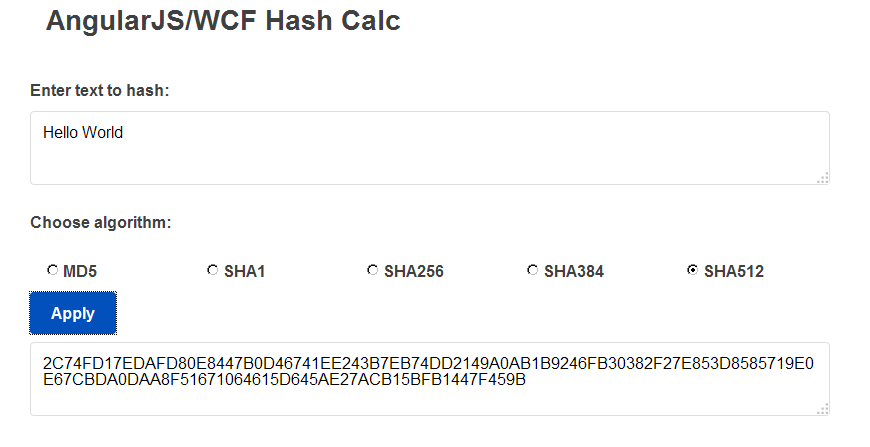 AngularJS/WCF Hash Calc
Enter text to hash:
Hello World
Choose algorithm:
MD5 SHA1 SHA256 SHA384 SHA512
Apply
2C74FD17EDAFD80E8447B0D46741EE243B7EB74DD2149A0AB1B9246FB30382F27E853D8585719E0
E67CBDA0DAA8F51671064615D645AE27ACB15BFB1447F459B